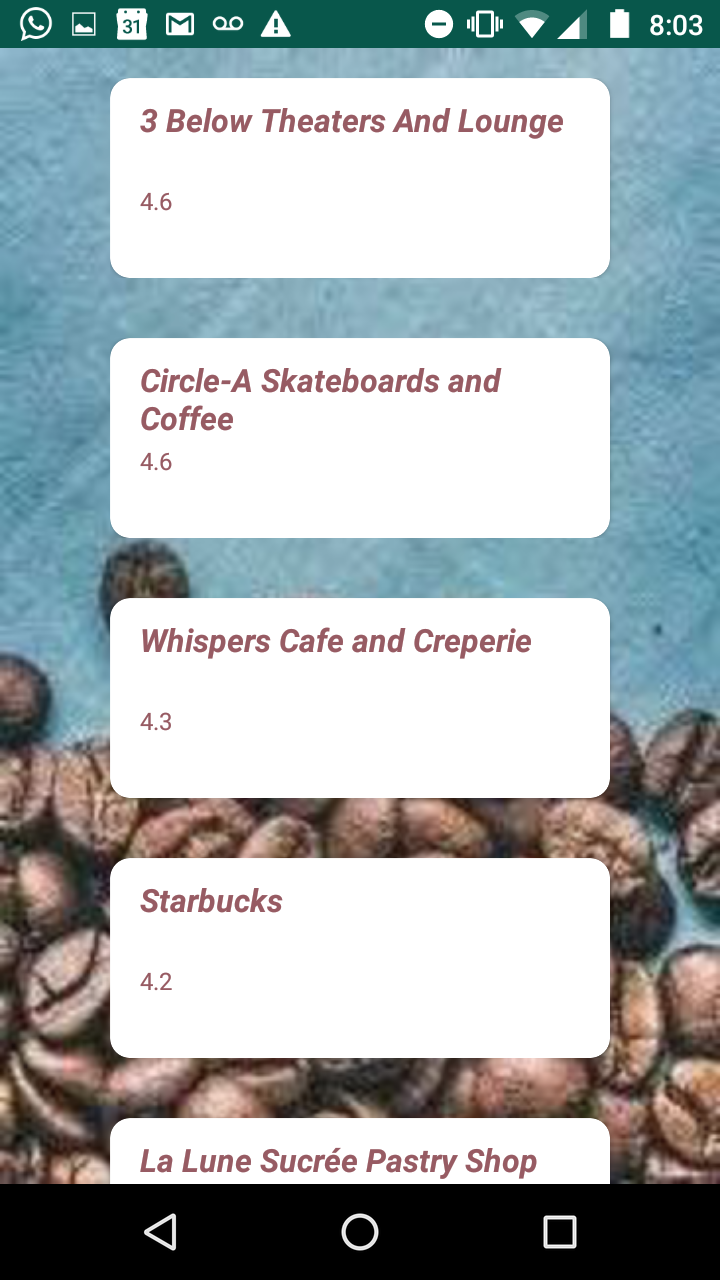 31
8:03
3 Below Theaters And Lounge
4.6
Circle-A Skateboards and
Coffee
4.6
Whispers Cafe and Creperie
4.3
Starbucks
4.2
La Lune Sucrée Pastry Shop